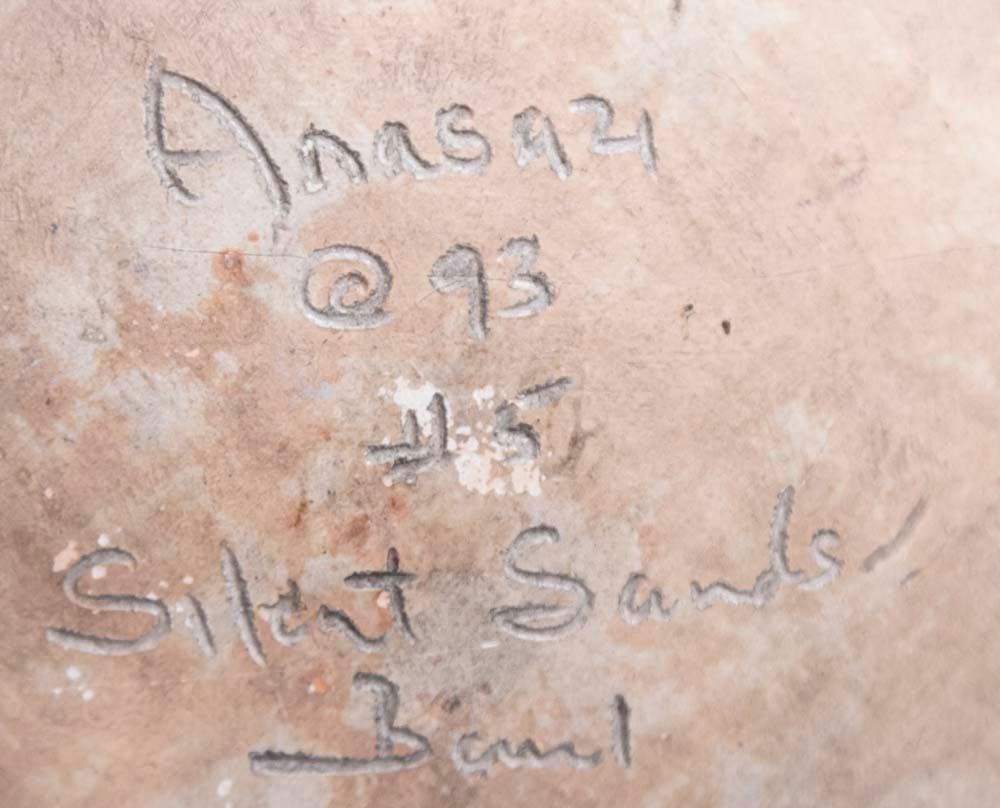 Anasazi
@ 93
#5
Silent Sands
Bowl